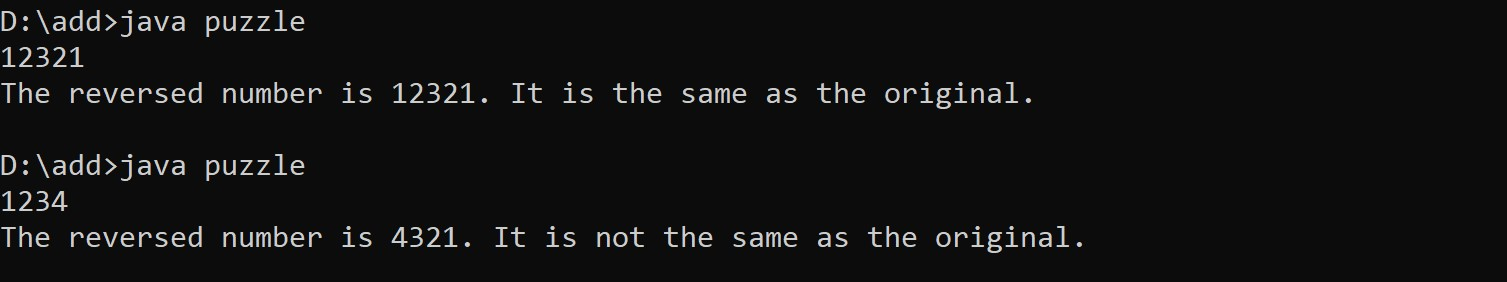 D:\add>java puzzle
12321
The reversed number is 12321. It is the same as the original.
D:\add>java puzzle
1234
The reversed number is 4321. It is not the same as the original.